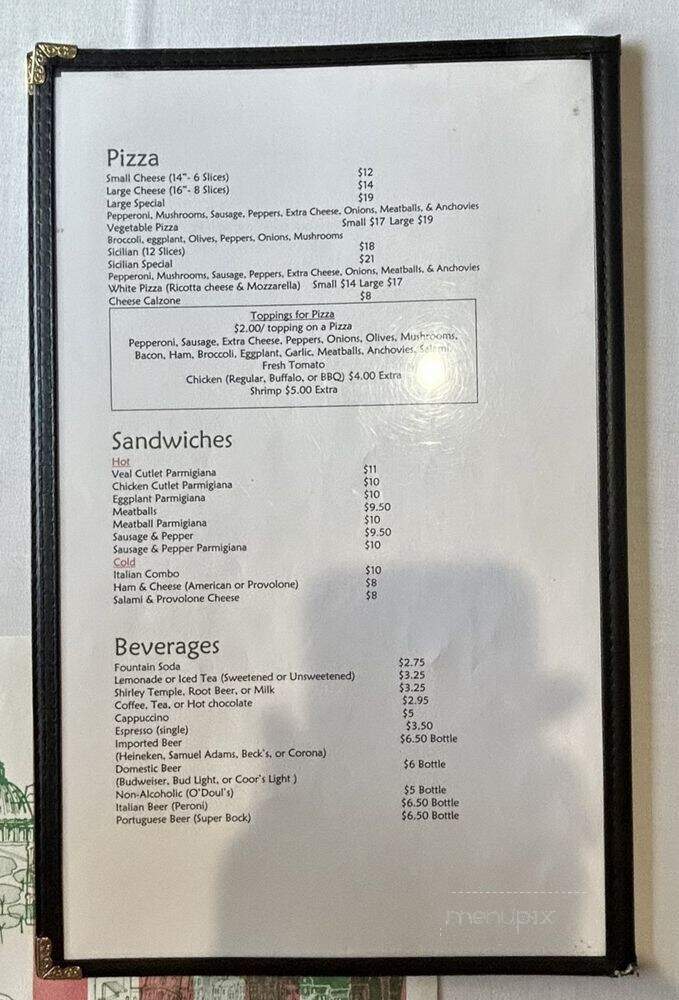 Pizza
Small Cheese (14"- 6 Slices) $12
Large Cheese (16"- 8 Slices) $14
Large Special $19
Pepperoni, Mushrooms, Sausage, Peppers, Extra Cheese, Onions, Meatballs, & Anchovies
Vegetable Pizza Small $17 Large $19
Broccoli, eggplant, Olives, Peppers, Onions, Mushrooms
Sicilian (12 Slices) $18
Sicilian Special $21
Pepperoni, Mushrooms, Sausage, Peppers, Extra Cheese, Onions, Meatballs, & Anchovies
White Pizza (Ricotta cheese & Mozzarella) Small $14 Large $17
Cheese Calzone $8
Toppings for Pizza
$2.00/ topping on a Pizza
Pepperoni, Sausage, Extra Cheese, Peppers, Onions, Olives, Mushrooms,
Bacon, Ham, Broccoli, Eggplant, Garlic, Meatballs, Anchovies, Salami,
Fresh Tomato
Chicken (Regular, Buffalo, or BBQ) $4.00 Extra
Shrimp $5.00 Extra
Sandwiches
Hot
Veal Cutlet Parmigiana $11
Chicken Cutlet Parmigiana $10
Eggplant Parmigiana $10
Meatballs $9.50
Meatball Parmigiana $10
Sausage & Pepper $9.50
Sausage & Pepper Parmigiana $10
Cold
Italian Combo $10
Ham & Cheese (American or Provolone) $8
Salami & Provolone Cheese $8
Beverages
Fountain Soda $2.75
Lemonade or Iced Tea (Sweetened or Unsweetened) $3.25
Shirley Temple, Root Beer, or Milk $3.25
Coffee, Tea, or Hot chocolate $2.95
Cappuccino $5
Espresso (single) $3.50
Imported Beer $6.50 Bottle
(Heineken, Samuel Adams, Beck's, or Corona)
Domestic Beer $6 Bottle
(Budweiser, Bud Light, or Coor's Light )
Non-Alcoholic (O'Doul's) $5 Bottle
Italian Beer (Peroni) $6.50 Bottle
Portuguese Beer (Super Bock) $6.50 Bottle
menupix